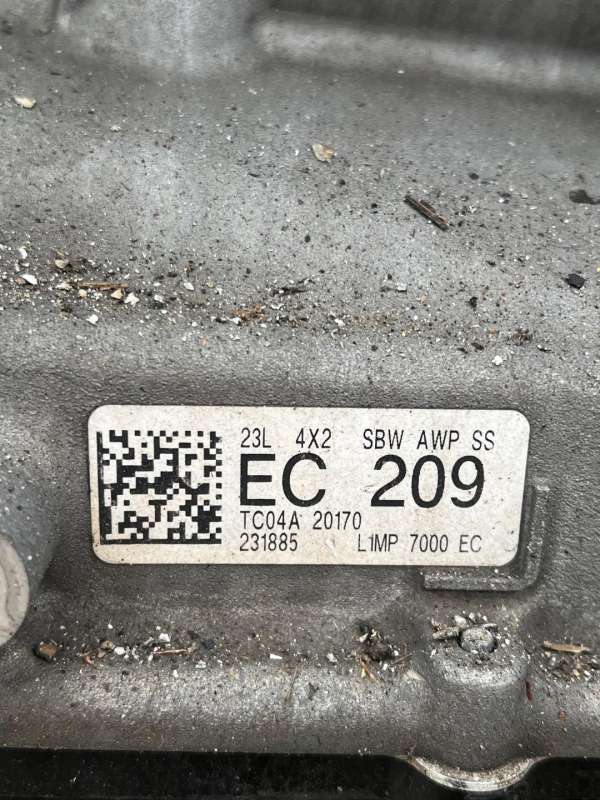 23L 4X2 SBW AWP SS
EC 209
TC04A 20170
231885 L1MP 7000 EC